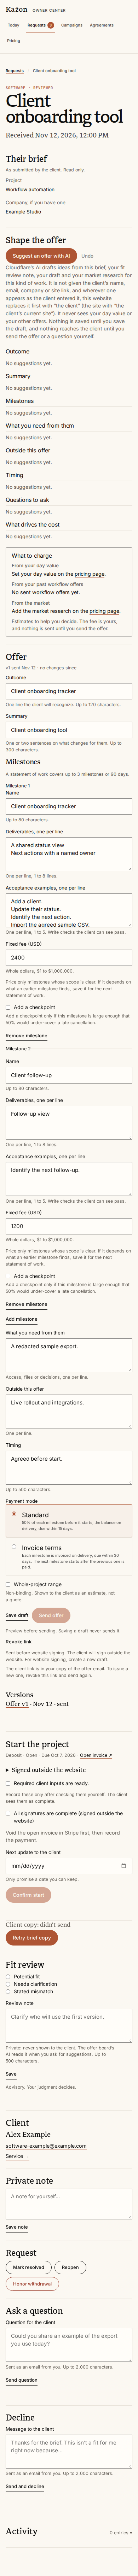 Kazon OWNER CENTER
Today Requests 2 Campaigns Agreements
Pricing
Requests Client onboarding tool
SOFTWARE · REVIEWED
Client
onboarding tool
Received Nov 12, 2026, 12:00 PM
Their brief
As submitted by the client. Read only.
Project
Workflow automation
Company, if you have one
Example Studio
Shape the offer
Suggest an offer with AI Undo
Cloudflare's AI drafts ideas from this brief, your fit
review note, any draft and your market research for
this kind of work. It is not given the client's name,
email, company or site link, and wherever one
appears as the client entered it, this website
replaces it first with "the client" (the site with "the
client's own site"). It drafts words only, never your
prices or your offer wording. Nothing is saved until you save
the draft, and nothing reaches the client until you
send the offer or a question yourself.
Outcome
No suggestions yet.
Summary
No suggestions yet.
Milestones
No suggestions yet.
What you need from them
No suggestions yet.
Outside this offer
No suggestions yet.
Timing
No suggestions yet.
Questions to ask
No suggestions yet.
What drives the cost
No suggestions yet.
What to charge
From your day value
Set your day value on the pricing page.
From your past workflow offers
No sent workflow offers yet.
From the market
Add the market research on the pricing page.
Estimates to help you decide. The fee is yours,
and nothing is sent until you send the offer.
Offer
v1 sent Nov 12 · no changes since
Outcome
Client onboarding tracker
One line the client will recognize. Up to 120 characters.
Summary
Client onboarding tool
One or two sentences on what changes for them. Up to
300 characters.
Milestones
A statement of work covers up to 3 milestones or 90 days.
Milestone 1
Name
Client onboarding tracker
Up to 80 characters.
Deliverables, one per line
A shared status view
Next actions with a named owner
One per line, 1 to 8 lines.
Acceptance examples, one per line
Add a client.
Update their status.
Identify the next action.
Import the agreed sample CSV.
One per line, 1 to 5. Write checks the client can see pass.
Fixed fee (USD)
2400
Whole dollars, $1 to $1,000,000.
Price only milestones whose scope is clear. If it depends on
what an earlier milestone finds, save it for the next
statement of work.
Add a checkpoint
Add a checkpoint only if this milestone is large enough that
50% would under-cover a late cancellation.
Remove milestone
Milestone 2
Name
Client follow-up
Up to 80 characters.
Deliverables, one per line
Follow-up view
One per line, 1 to 8 lines.
Acceptance examples, one per line
Identify the next follow-up.
One per line, 1 to 5. Write checks the client can see pass.
Fixed fee (USD)
1200
Whole dollars, $1 to $1,000,000.
Price only milestones whose scope is clear. If it depends on
what an earlier milestone finds, save it for the next
statement of work.
Add a checkpoint
Add a checkpoint only if this milestone is large enough that
50% would under-cover a late cancellation.
Remove milestone
Add milestone
What you need from them
A redacted sample export.
Access, files or decisions, one per line.
Outside this offer
Live rollout and integrations.
One per line.
Timing
Agreed before start.
Up to 500 characters.
Payment mode
Standard
50% of each milestone before it starts, the balance on
delivery, due within 15 days.
Invoice terms
Each milestone is invoiced on delivery, due within 30
days. The next milestone starts after the previous one is
paid.
Whole-project range
Non-binding. Shown to the client as an estimate, not
a quote.
Save draft Send offer
Preview before sending. Saving a draft never sends it.
Revoke link
Sent before website signing. The client will sign outside
the website. For website signing, create a new offer.
The client link is a copy key of the offer email. To issue a
new one, revoke this link and send again.
Versions
Offer v1 · Nov 12 · sent
Start the project
Deposit · Open · Due Oct 7, 2028 · Open invoice ↗
Signed outside the website
Required client inputs are ready.
Record these only after checking them yourself. The client
sees them as complete.
All signatures are complete (signed outside the
website)
Void the open invoice in Stripe first, then record
the payment.
Next update to the client
mm/dd/yyyy
Only promise a date you can keep.
Confirm start
Client copy: didn't send
Retry brief copy
Fit review
Potential fit
Needs clarification
Stated mismatch
Review note
Clarify who will use the first version.
Private: never shown to the client. The offer board's
AI reads it when you ask for suggestions. Up to
500 characters.
Save
Advisory. Your judgment decides.
Client
Alex Example
software-example@example.com
Service →
Private note
A note for yourself...
Save note
Request
Mark resolved Reopen
Honor withdrawal
Ask a question
Question for the client
Could you share an example of the export
you use today?
Sent as an email from you. Up to 2,000 characters.
Send question
Decline
Message to the client
Thanks for the brief. This isn't a fit for me
right now because...
Sent as an email from you. Up to 2,000 characters.
Send and decline
Activity 0 entries